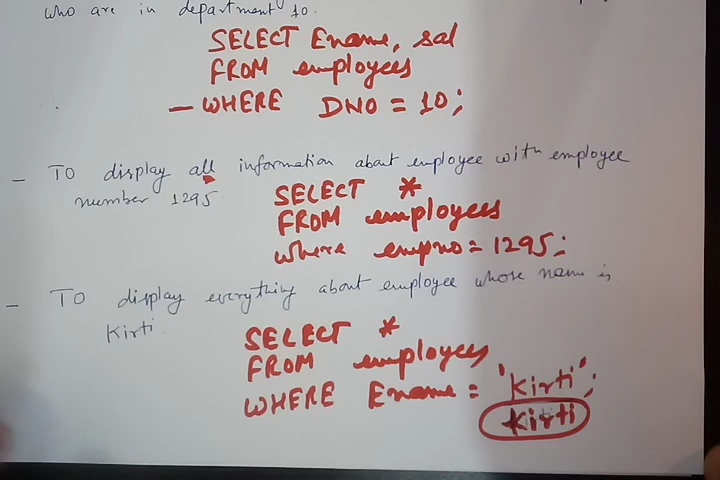 who are in department 10.
SELECT Ename, sal
FROM employees
– WHERE DNO = 10;
– TO display all information about employee with employee
number 1295.
SELECT *
FROM employees
where empno = 1295;
– TO display everything about employee whose name is
Kirti.
SELECT *
FROM employees
WHERE Ename = 'Kirti';
Kirti